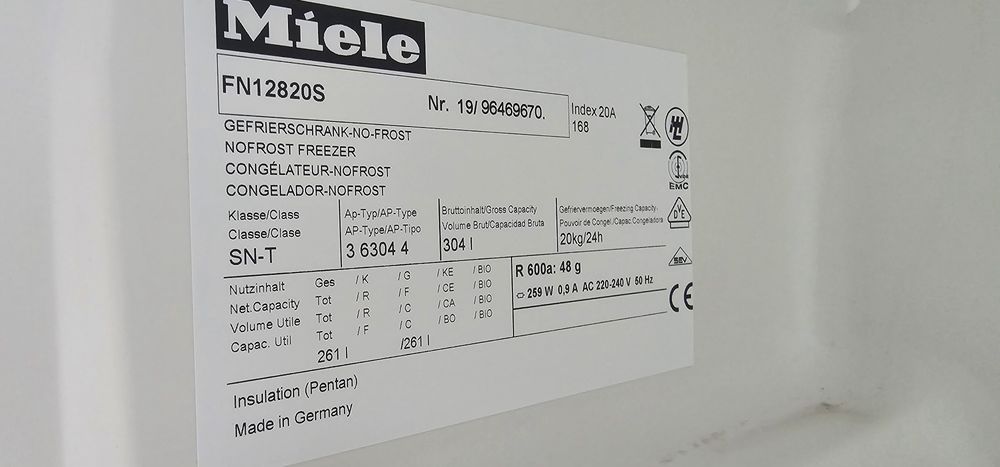 Miele
FN12820S Nr. 19/ 96469670. Index 20A
168
GEFRIERSCHRANK-NO-FROST
NOFROST FREEZER
CONGÉLATEUR-NOFROST
CONGELADOR-NOFROST
EMC
VDE
SEV
CE
Klasse/Class Ap-Typ/AP-Type Bruttoinhalt/Gross Capacity Gefriervermoegen/Freezing Capacity
Classe/Clase AP-Type/AP-Tipo Volume Brut/Capacidad Bruta Pouvoir de Congel./Capac.Congeladora
SN-T 3 6304 4 304 l 20kg/24h
Nutzinhalt Ges / K / G / KE / BIO
Net.Capacity Tot / R / F / CE / BIO
Volume Utile Tot / R / C / CA / BIO
Capac. Util Tot / F / C / BO / BIO
261 l /261 l
R 600a: 48 g
259 W 0,9 A AC 220-240 V 50 Hz
Insulation (Pentan)
Made in Germany